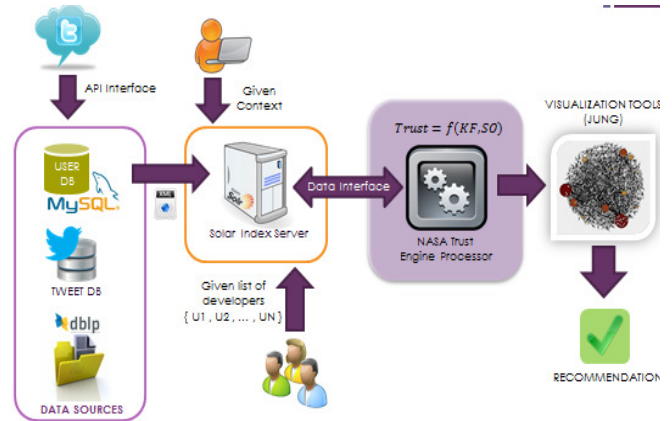 API Interface
Given
Context
USER
DB
MySQL
XML
TWEET DB
dblp
DATA SOURCES
Solar Index Server
Given list of
developers
{ U1 , U2 , ... , UN }
Data Interface
Trust = f(KF,SO)
NASA Trust
Engine Processor
VISUALIZATION TOOLS
(JUNG)
RECOMMENDATION